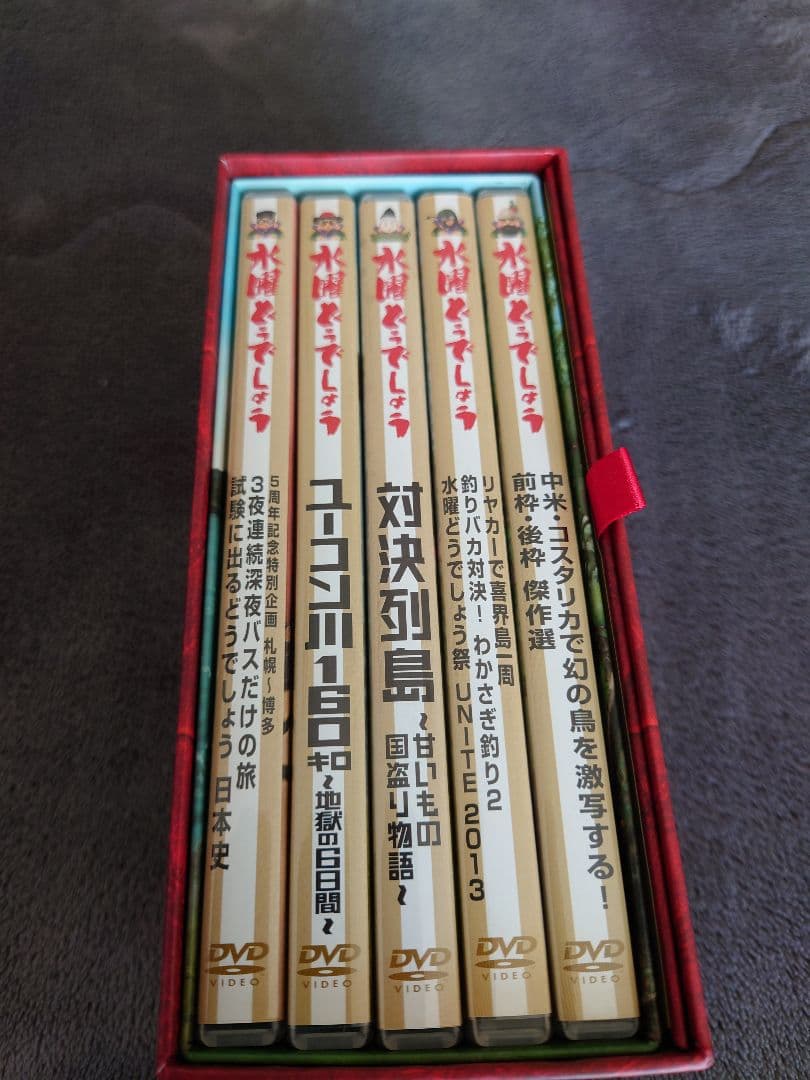 水曜どうでしょう
5周年記念特別企画 札幌~博多
3夜連続深夜バスだけの旅
試験に出るどうでしょう 日本史
DVD
VIDEO
水曜どうでしょう
ユーコン川160キロ
~地獄の6日間~
DVD
VIDEO
水曜どうでしょう
対決列島
~甘いもの
国盗り物語~
DVD
VIDEO
水曜どうでしょう
リヤカーで喜界島一周
釣りバカ対決! わかさぎ釣り2
水曜どうでしょう祭 UNITE 2013
DVD
VIDEO
水曜どうでしょう
中米・コスタリカで幻の鳥を激写する!
前枠・後枠 傑作選
DVD
VIDEO